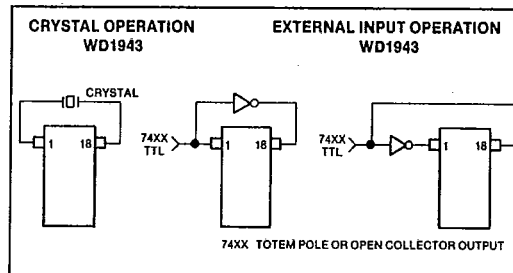 CRYSTAL OPERATION
WD1943
EXTERNAL INPUT OPERATION
WD1943
CRYSTAL
1 18
74XX
TTL
1 18
74XX
TTL
1 18
74XX TOTEM POLE OR OPEN COLLECTOR OUTPUT